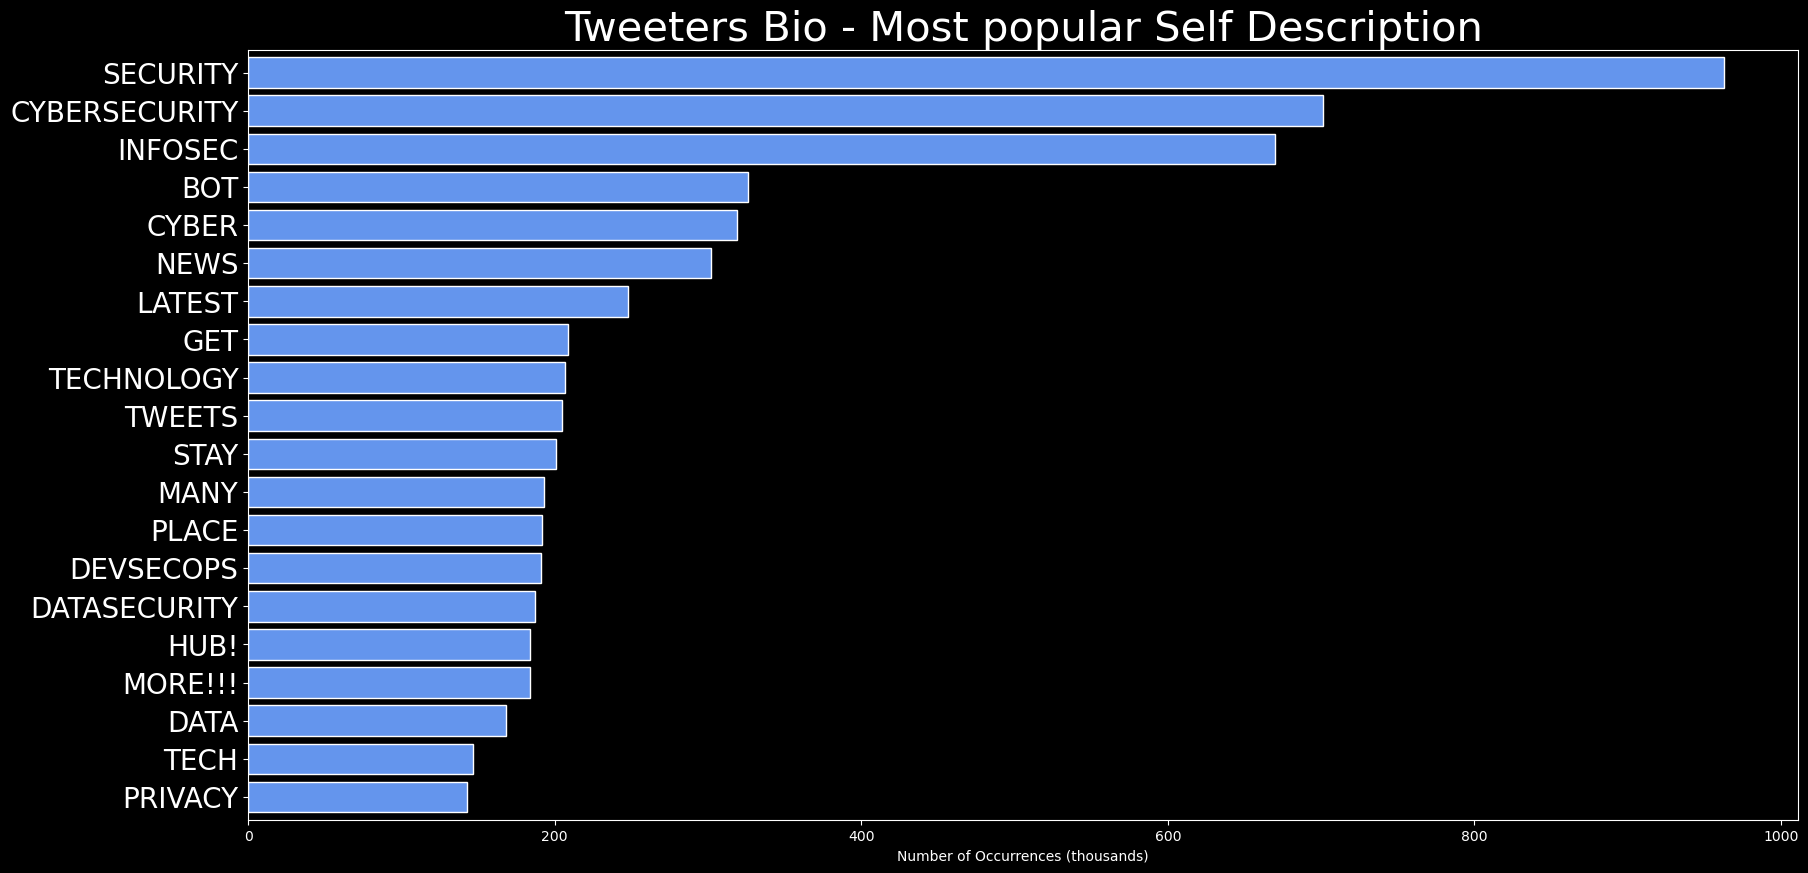 Tweeters Bio - Most popular Self Description
SECURITY
CYBERSECURITY
INFOSEC
BOT
CYBER
NEWS
LATEST
GET
TECHNOLOGY
TWEETS
STAY
MANY
PLACE
DEVSECOPS
DATASECURITY
HUB!
MORE!!!
DATA
TECH
PRIVACY
0 200 400 600 800 1000
Number of Occurrences (thousands)